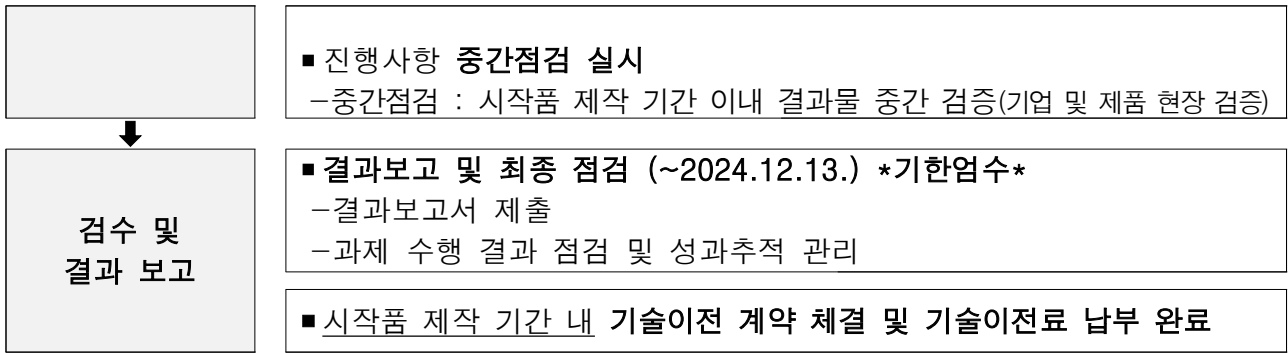 ■ 진행사항 중간점검 실시
-중간점검 : 시작품 제작 기간 이내 결과물 중간 검증(기업 및 제품 현장 검증)
검수 및
결과 보고
■ 결과보고 및 최종 점검 (~2024.12.13.) *기한엄수*
-결과보고서 제출
-과제 수행 결과 점검 및 성과추적 관리
■ 시작품 제작 기간 내 기술이전 계약 체결 및 기술이전료 납부 완료